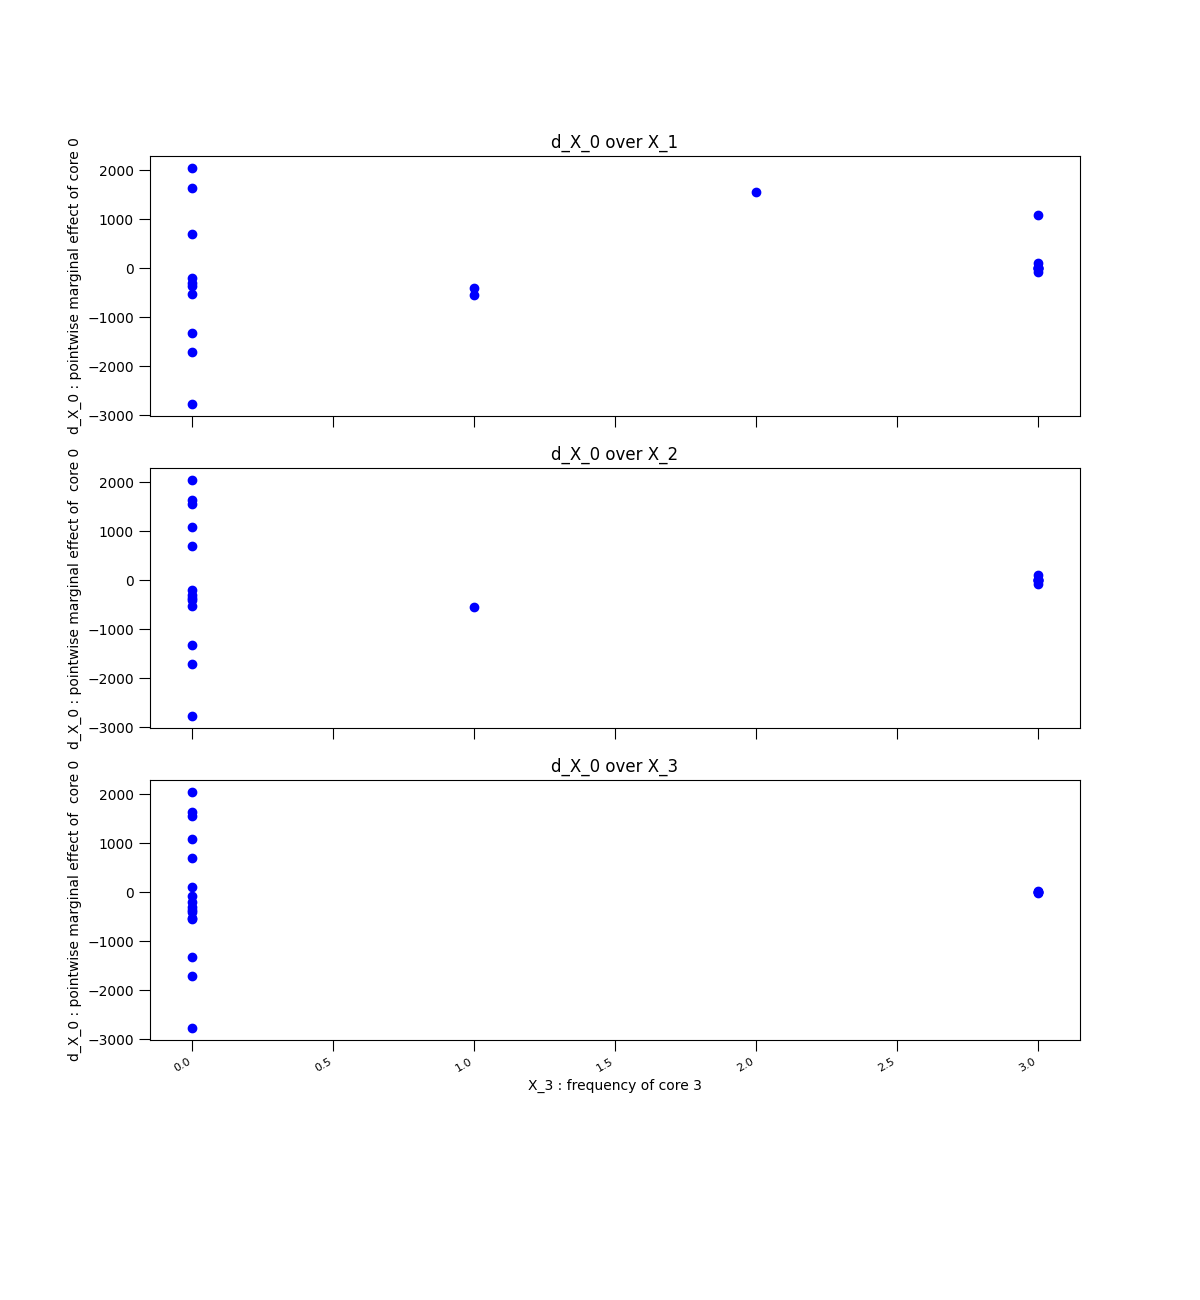 d_X_0 over X_1
d_X_0 : pointwise marginal effect of core 0
2000
1000
0
−1000
−2000
−3000
d_X_0 over X_2
d_X_0 : pointwise marginal effect of  core 0
2000
1000
0
−1000
−2000
−3000
d_X_0 over X_3
d_X_0 : pointwise marginal effect of  core 0
2000
1000
0
−1000
−2000
−3000
0.0 0.5 1.0 1.5 2.0 2.5 3.0
X_3 : frequency of core 3